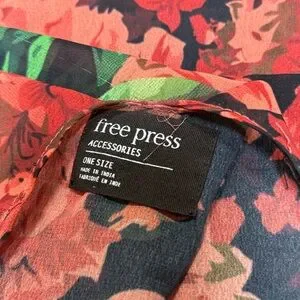 free press
ACCESSORIES
ONE SIZE
MADE IN INDIA
FABRIQUÉ EN INDE